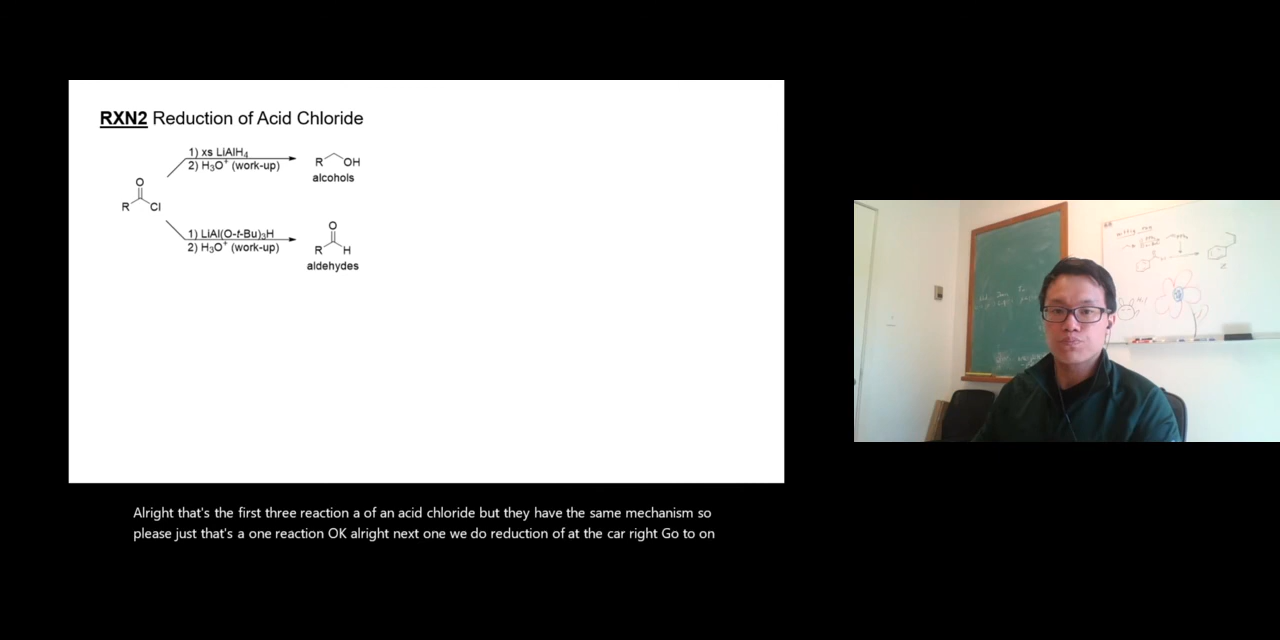 RXN2 Reduction of Acid Chloride
1) xs LiAlH4
2) H3O+ (work-up)
R OH
alcohols
O
R Cl
1) LiAl(O-t-Bu)3H
2) H3O+ (work-up)
O
R H
aldehydes
Alright that's the first three reaction a of an acid chloride but they have the same mechanism so
please just that's a one reaction OK alright next one we do reduction of at the car right Go to on